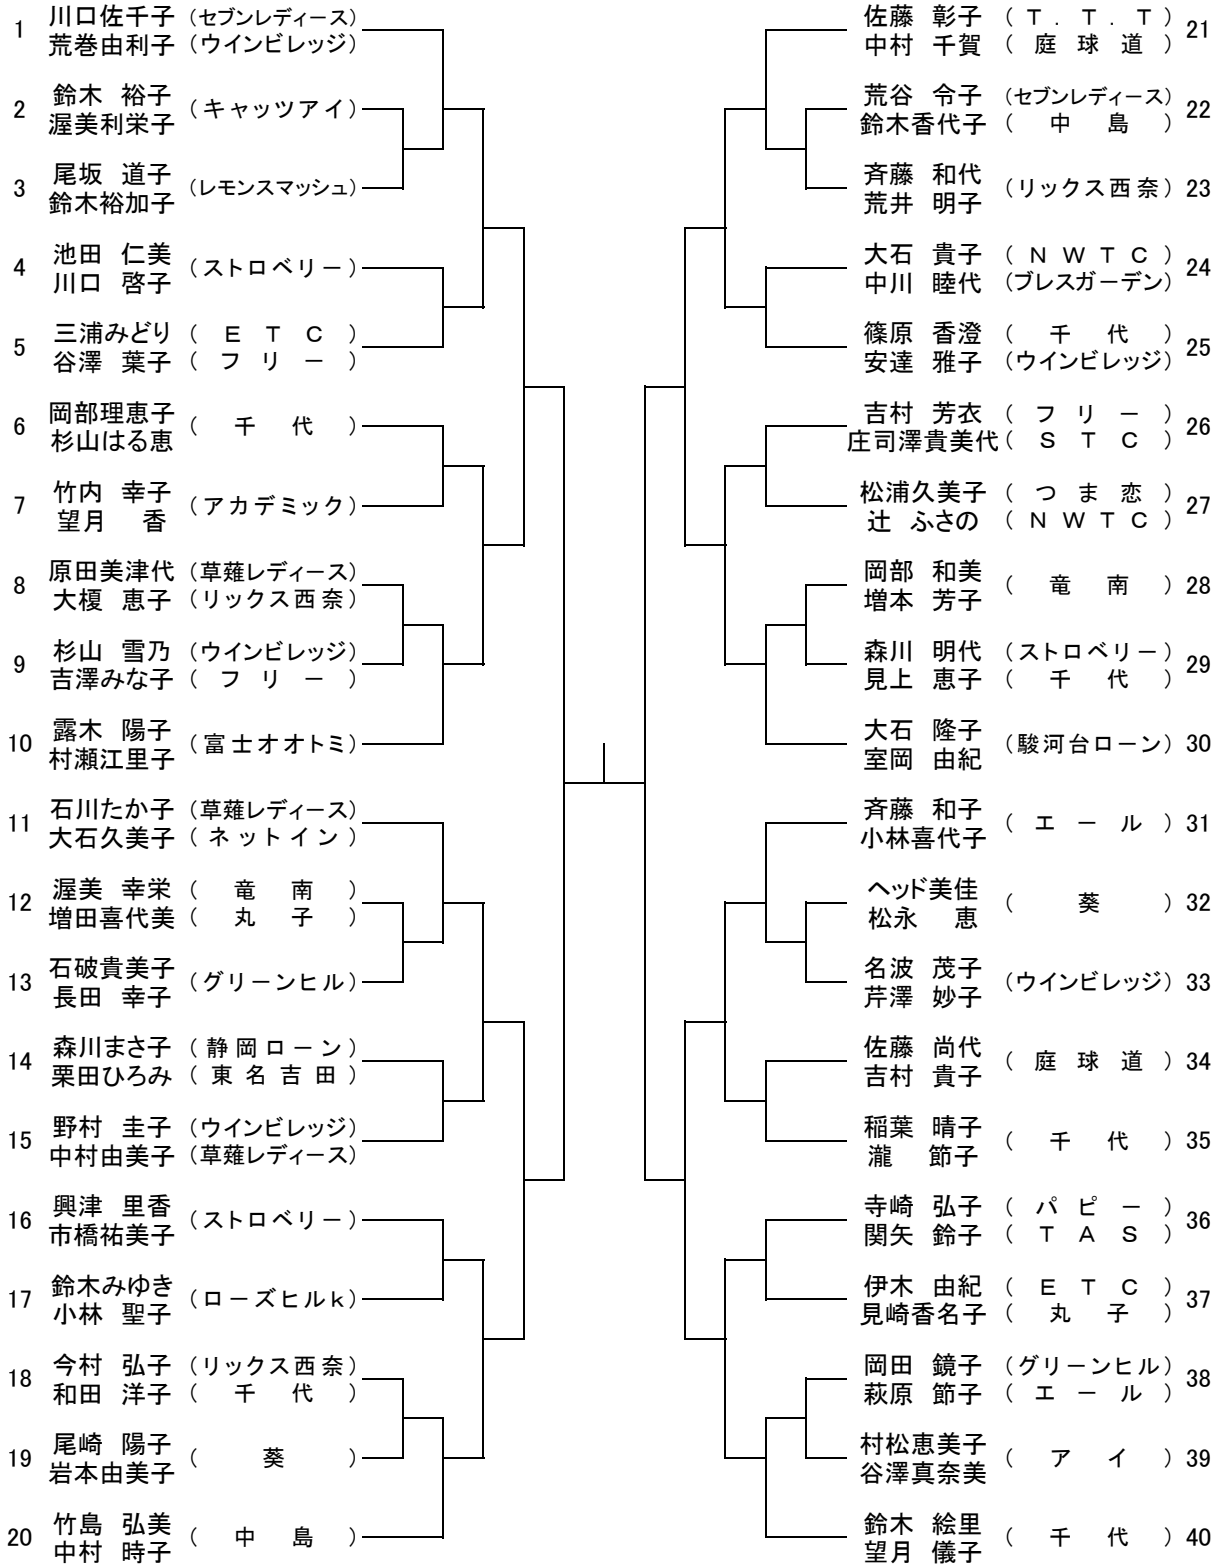 1 川口佐千子 (セブンレディース)
荒巻由利子 (ウインビレッジ)
2 鈴木 裕子 (キャッツアイ)
渥美利栄子
3 尾坂 道子 (レモンスマッシュ)
鈴木裕加子
4 池田 仁美 (ストロベリー)
川口 啓子
5 三浦みどり (ETC)
谷澤 葉子 (フリー)
6 岡部理恵子 (千代)
杉山はる恵
7 竹内 幸子 (アカデミック)
望月 香
8 原田美津代 (草薙レディース)
大榎 恵子 (リックス西奈)
9 杉山 雪乃 (ウインビレッジ)
吉澤みな子 (フリー)
10 露木 陽子 (富士オオトミ)
村瀬江里子
11 石川たか子 (草薙レディース)
大石久美子 (ネットイン)
12 渥美 幸栄 (竜南)
増田喜代美 (丸子)
13 石破貴美子 (グリーンヒル)
長田 幸子
14 森川まさ子 (静岡ローン)
栗田ひろみ (東名吉田)
15 野村 圭子 (ウインビレッジ)
中村由美子 (草薙レディース)
16 興津 里香 (ストロベリー)
市橋祐美子
17 鈴木みゆき (ローズヒルk)
小林 聖子
18 今村 弘子 (リックス西奈)
和田 洋子 (千代)
19 尾崎 陽子 (葵)
岩本由美子
20 竹島 弘美 (中島)
中村 時子
佐藤 彰子 (T.T.T) 21
中村 千賀 (庭球道)
荒谷 令子 (セブンレディース) 22
鈴木香代子 (中島)
斉藤 和代 (リックス西奈) 23
荒井 明子
大石 貴子 (NWTC) 24
中川 睦代 (ブレスガーデン)
篠原 香澄 (千代) 25
安達 雅子 (ウインビレッジ)
吉村 芳衣 (フリー) 26
庄司澤貴美代 (STC)
松浦久美子 (つま恋) 27
辻 ふさの (NWTC)
岡部 和美 (竜南) 28
増本 芳子
森川 明代 (ストロベリー) 29
見上 恵子 (千代)
大石 隆子 (駿河台ローン) 30
室岡 由紀
斉藤 和子 (エール) 31
小林喜代子
ヘッド美佳 (葵) 32
松永 恵
名波 茂子 (ウインビレッジ) 33
芹澤 妙子
佐藤 尚代 (庭球道) 34
吉村 貴子
稲葉 晴子 (千代) 35
瀧 節子
寺崎 弘子 (パピー) 36
関矢 鈴子 (TAS)
伊木 由紀 (ETC) 37
見崎香名子 (丸子)
岡田 鏡子 (グリーンヒル) 38
萩原 節子 (エール)
村松恵美子 (アイ) 39
谷澤真奈美
鈴木 絵里 (千代) 40
望月 儀子